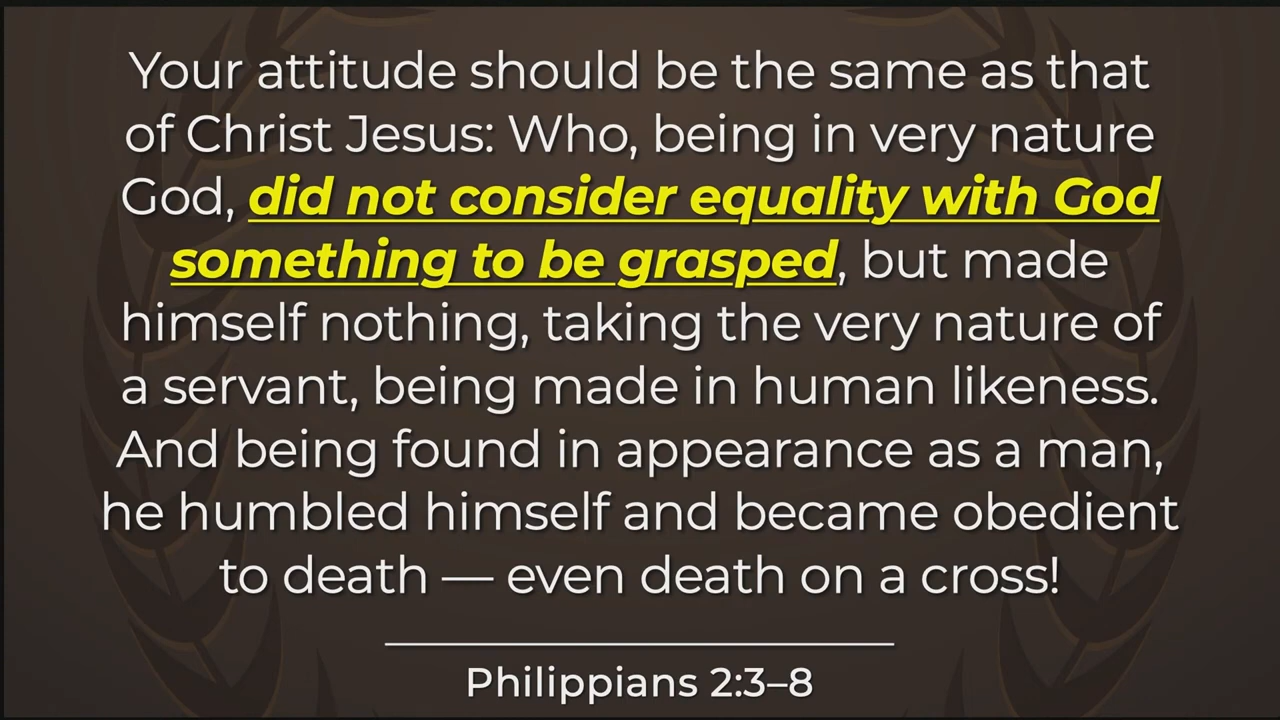 Your attitude should be the same as that
of Christ Jesus: Who, being in very nature
God, did not consider equality with God
something to be grasped, but made
himself nothing, taking the very nature of
a servant, being made in human likeness.
And being found in appearance as a man,
he humbled himself and became obedient
to death — even death on a cross!
Philippians 2:3–8